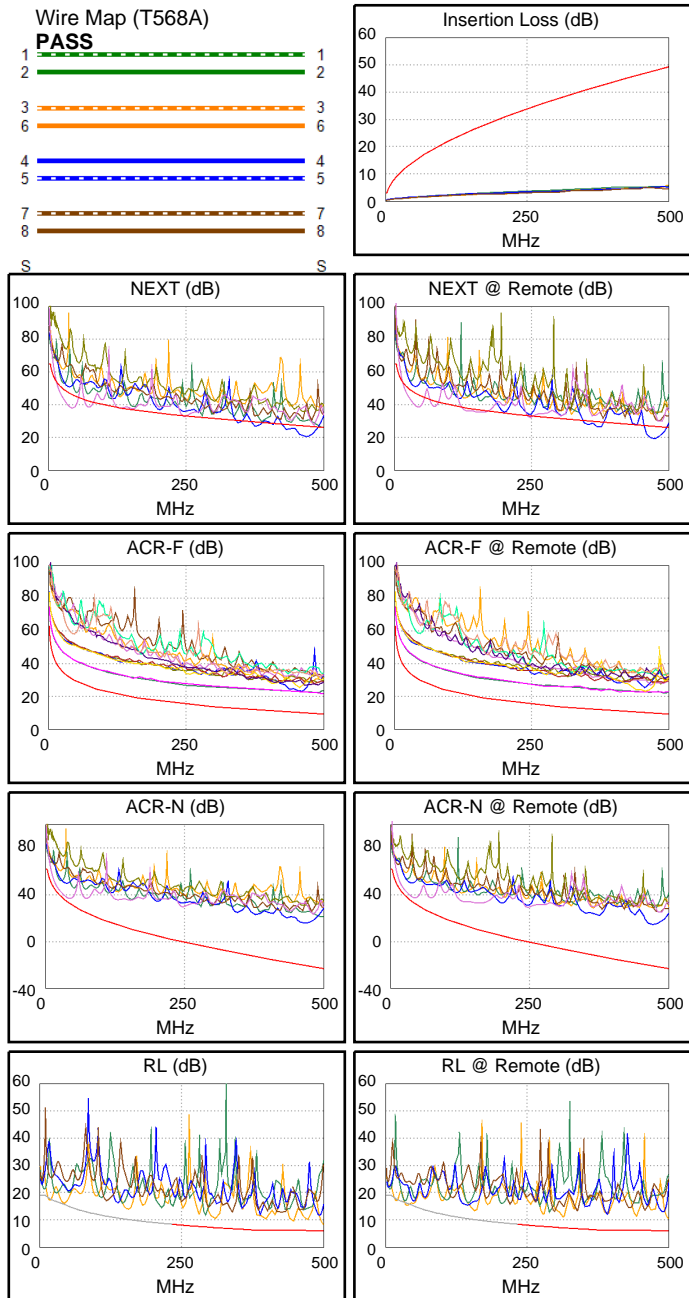 Wire Map (T568A)
PASS
1 1
2 2
3 3
6 6
4 4
5 5
7 7
8 8
S S
Insertion Loss (dB)
60
50
40
30
20
10
0
0 250 500
MHz
NEXT (dB)
100
80
60
40
20
0
0 250 500
MHz
NEXT @ Remote (dB)
100
80
60
40
20
0
0 250 500
MHz
ACR-F (dB)
100
80
60
40
20
0
0 250 500
MHz
ACR-F @ Remote (dB)
100
80
60
40
20
0
0 250 500
MHz
ACR-N (dB)
80
40
0
-40
0 250 500
MHz
ACR-N @ Remote (dB)
80
40
0
-40
0 250 500
MHz
RL (dB)
60
50
40
30
20
10
0
0 250 500
MHz
RL @ Remote (dB)
60
50
40
30
20
10
0
0 250 500
MHz